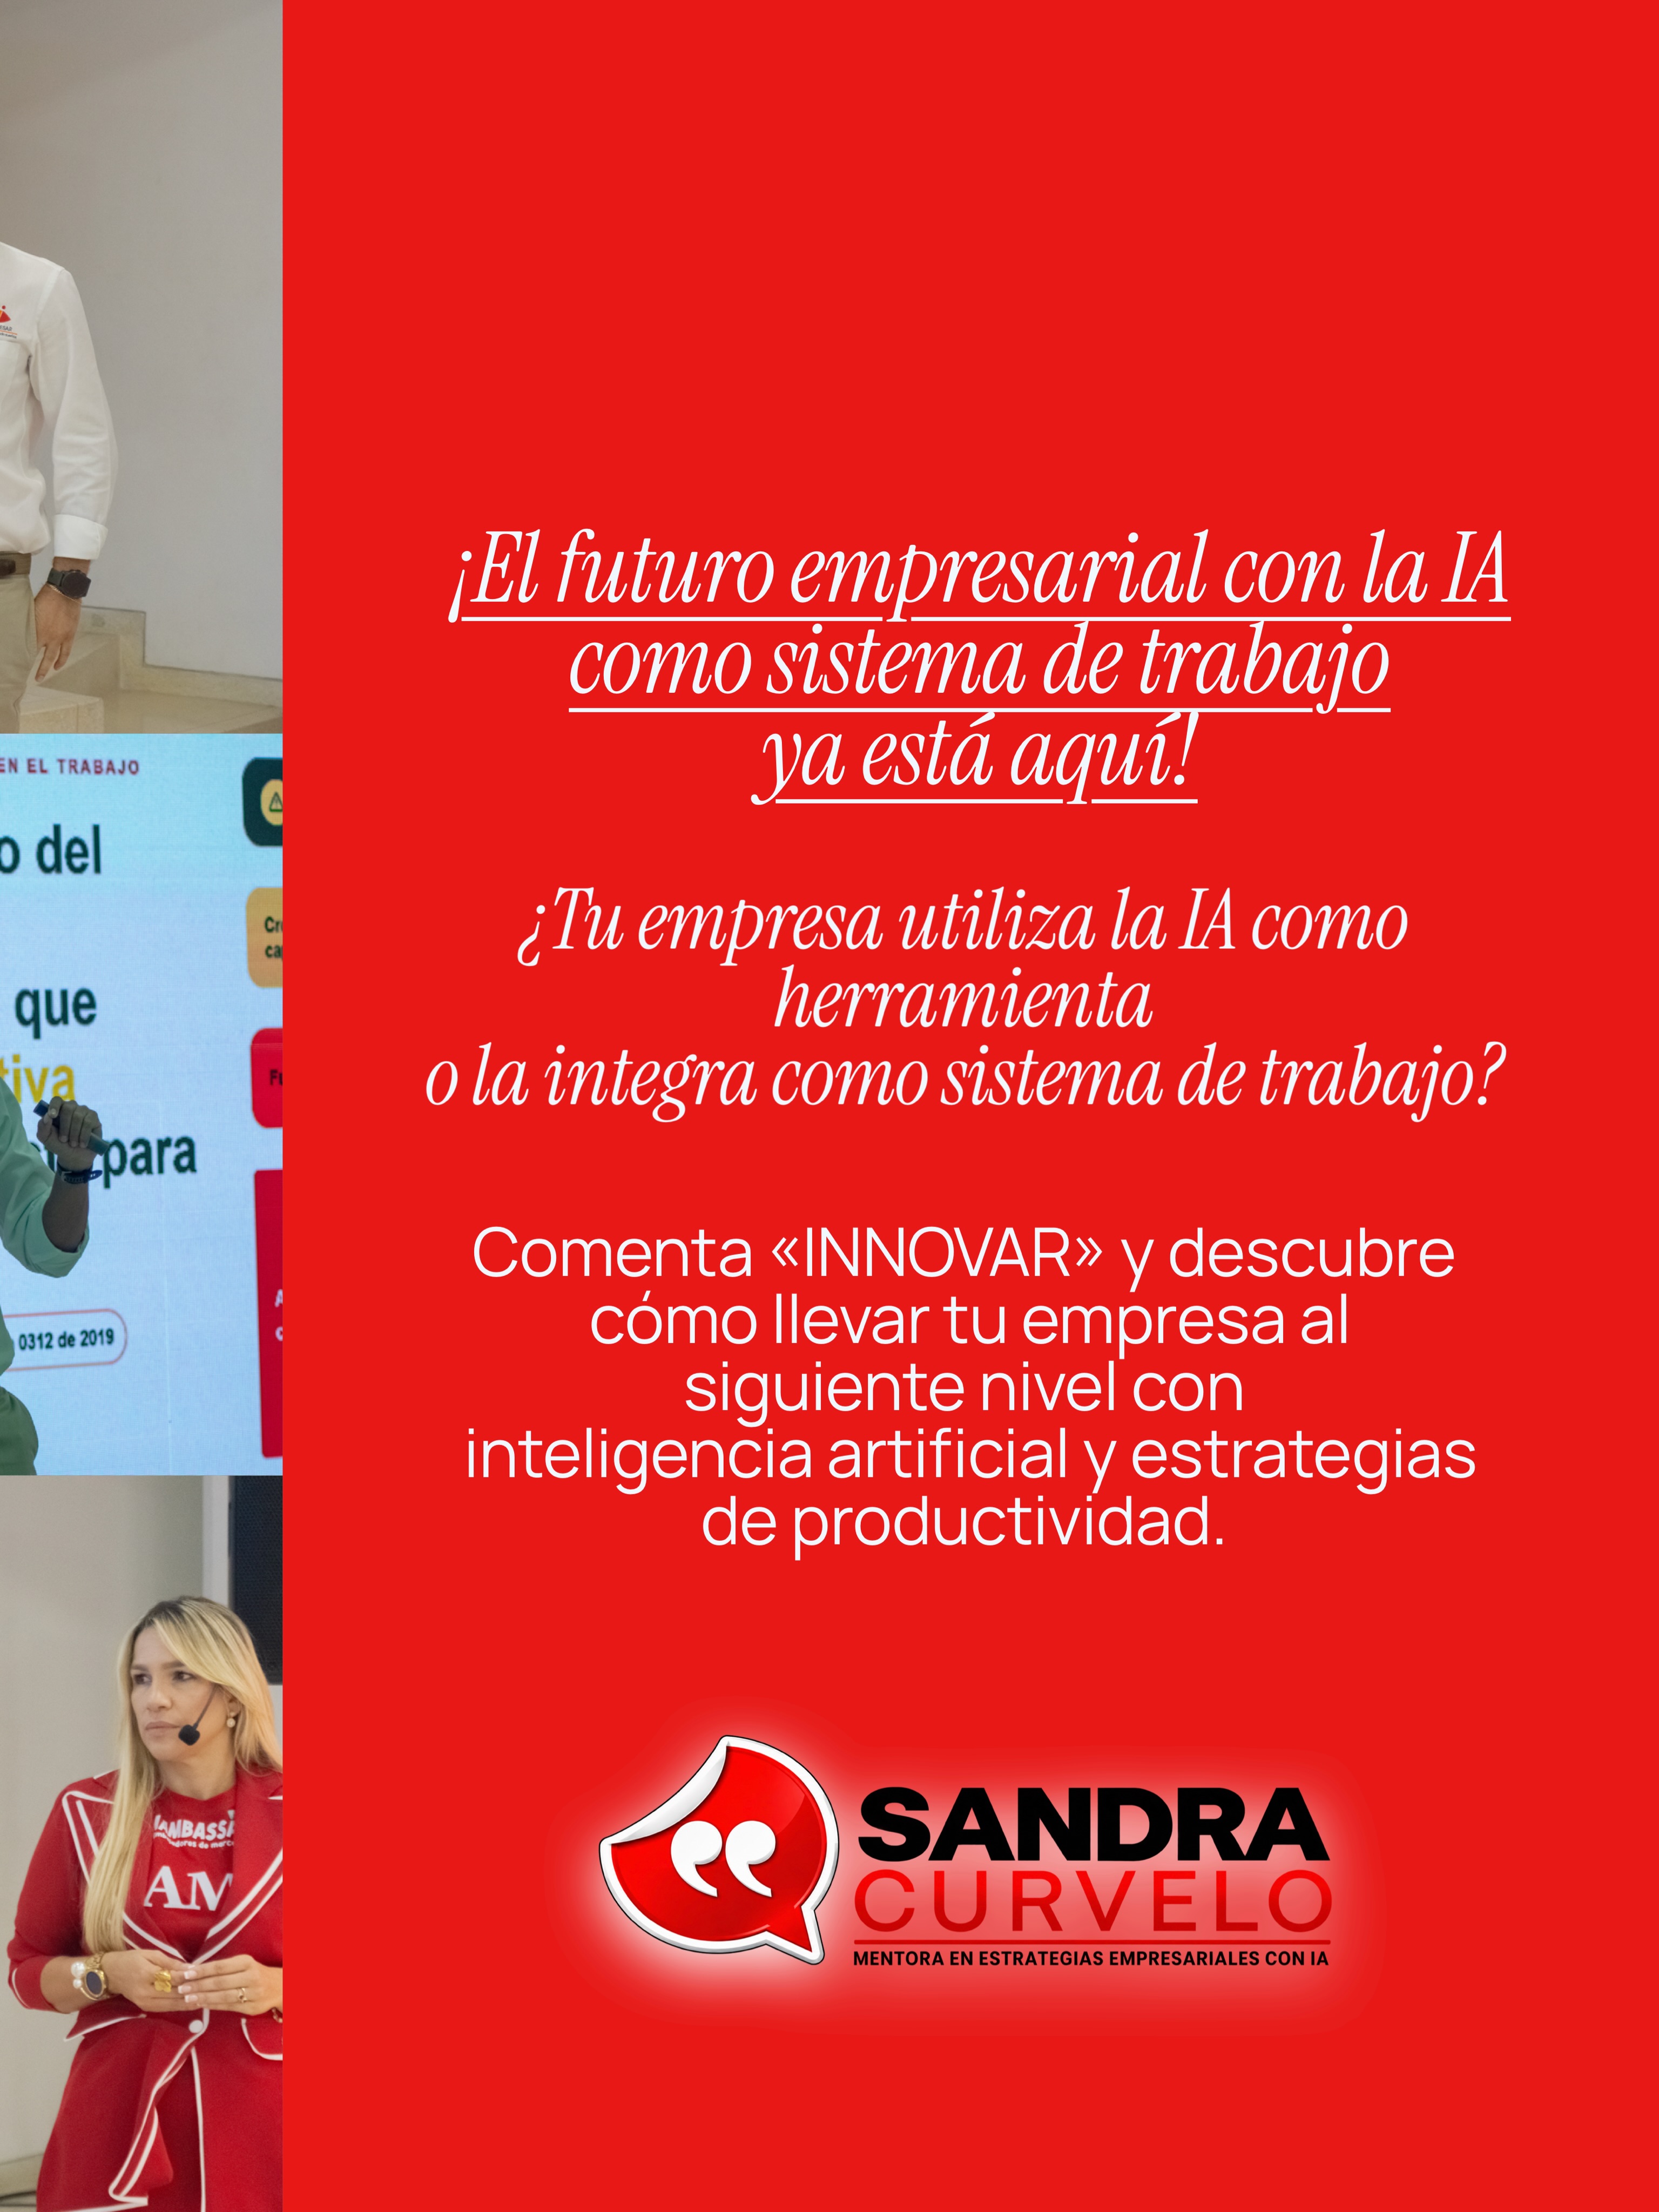 ¡El futuro empresarial con la IA
como sistema de trabajo
ya está aquí!
¿Tu empresa utiliza la IA como
herramienta
o la integra como sistema de trabajo?
Comenta «INNOVAR» y descubre
cómo llevar tu empresa al
siguiente nivel con
inteligencia artificial y estrategias
de productividad.
SANDRA
CURVELO
MENTORA EN ESTRATEGIAS EMPRESARIALES CON IA
EN EL TRABAJO
o del
que
tiva
para
0312 de 2019
AM